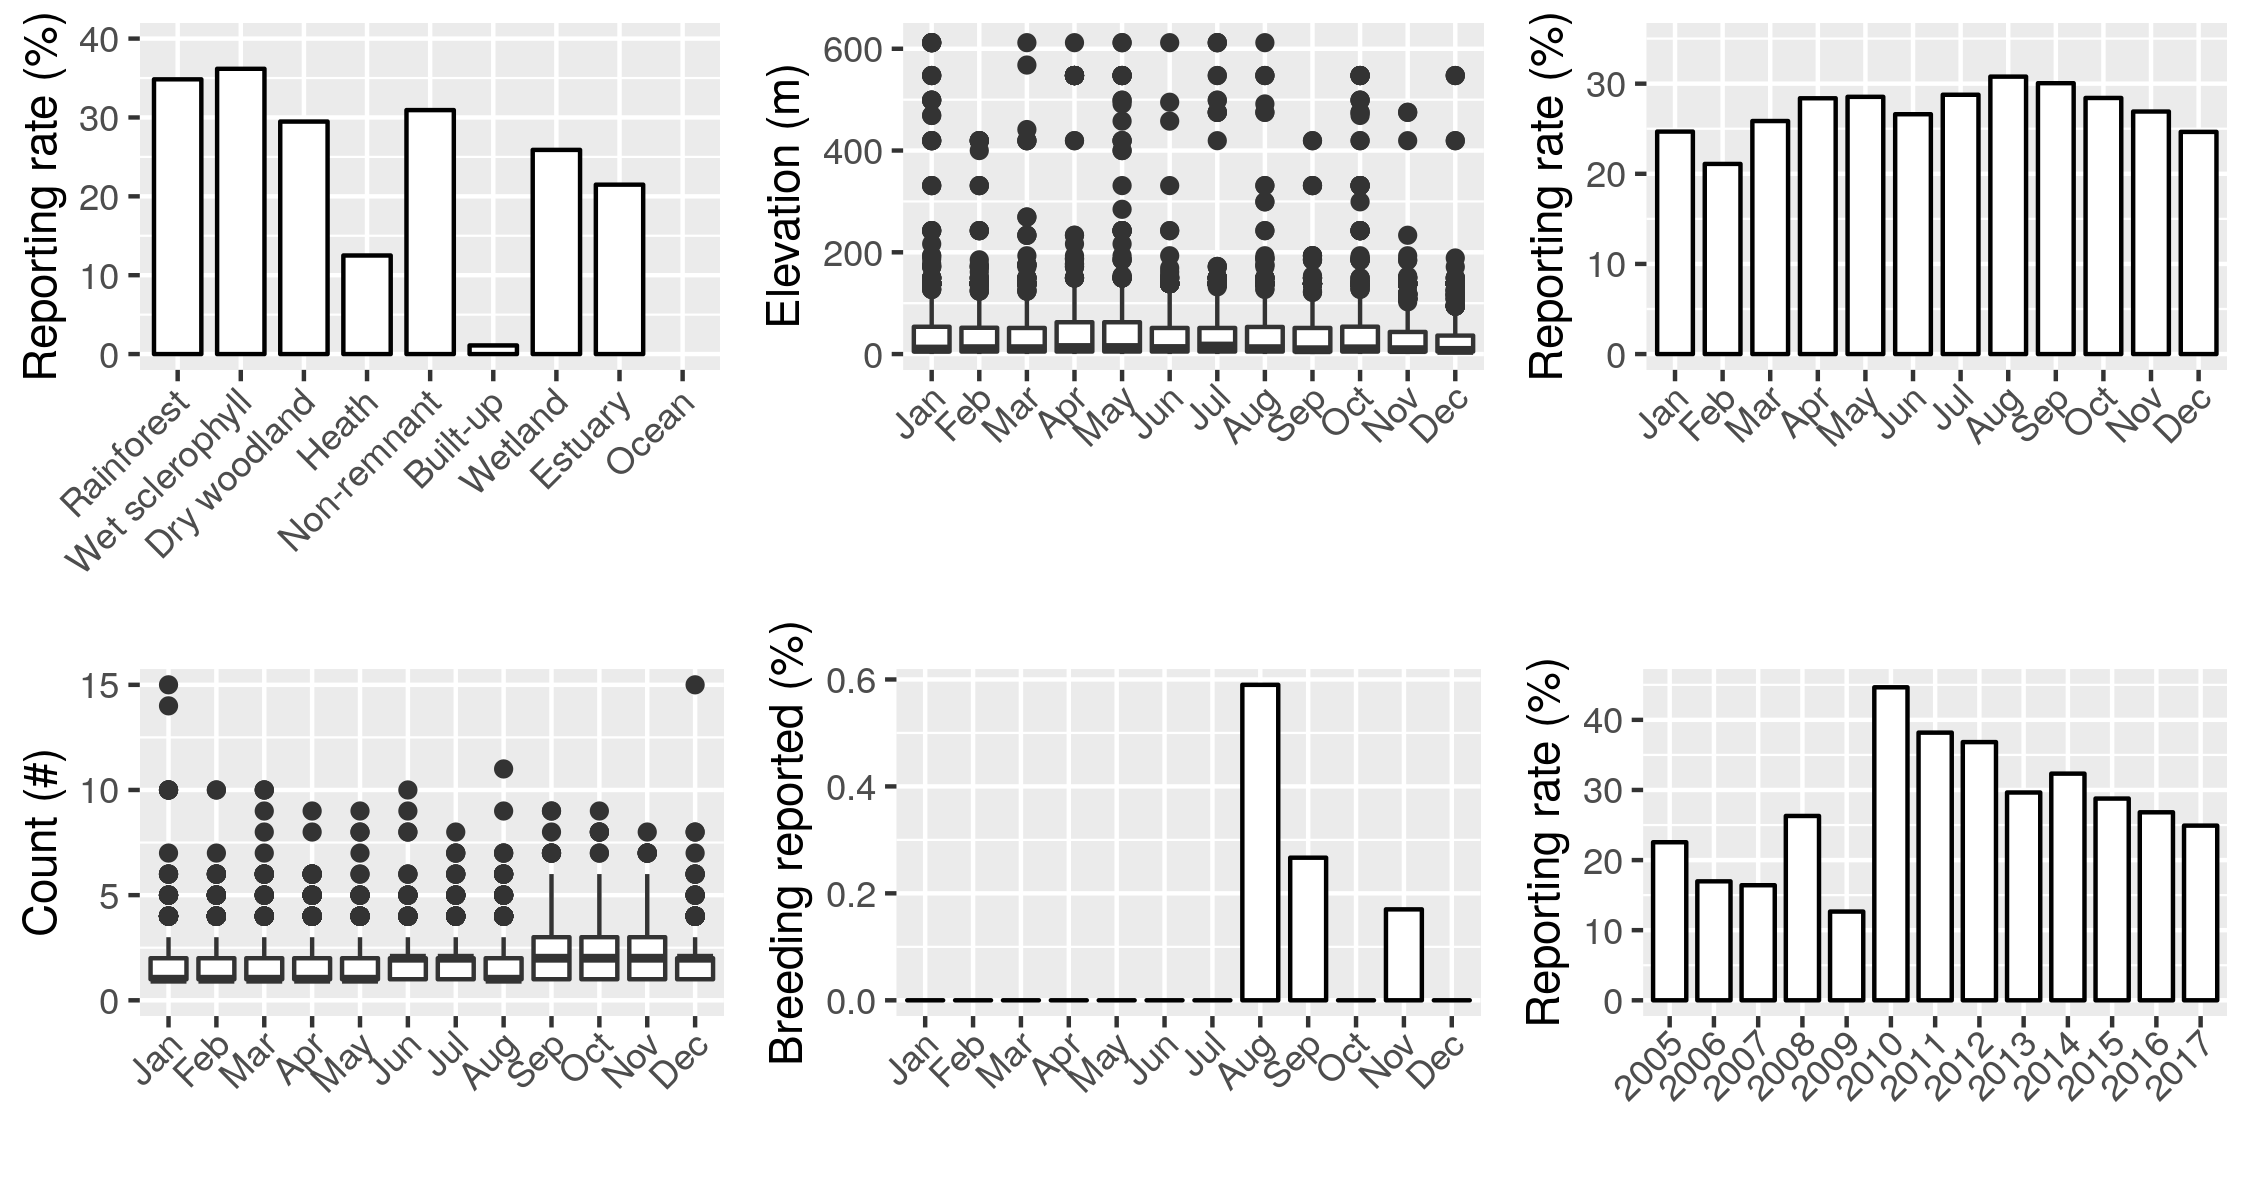 Reporting rate (%)
40
30
20
10
0
Rainforest
Wet sclerophyll
Dry woodland
Heath
Non-remnant
Built-up
Wetland
Estuary
Ocean
Elevation (m)
600
400
200
0
Jan
Feb
Mar
Apr
May
Jun
Jul
Aug
Sep
Oct
Nov
Dec
Reporting rate (%)
30
20
10
0
Jan
Feb
Mar
Apr
May
Jun
Jul
Aug
Sep
Oct
Nov
Dec
Count (#)
15
10
5
0
Jan
Feb
Mar
Apr
May
Jun
Jul
Aug
Sep
Oct
Nov
Dec
Breeding reported (%)
0.6
0.4
0.2
0.0
Jan
Feb
Mar
Apr
May
Jun
Jul
Aug
Sep
Oct
Nov
Dec
Reporting rate (%)
40
30
20
10
0
2005
2006
2007
2008
2009
2010
2011
2012
2013
2014
2015
2016
2017